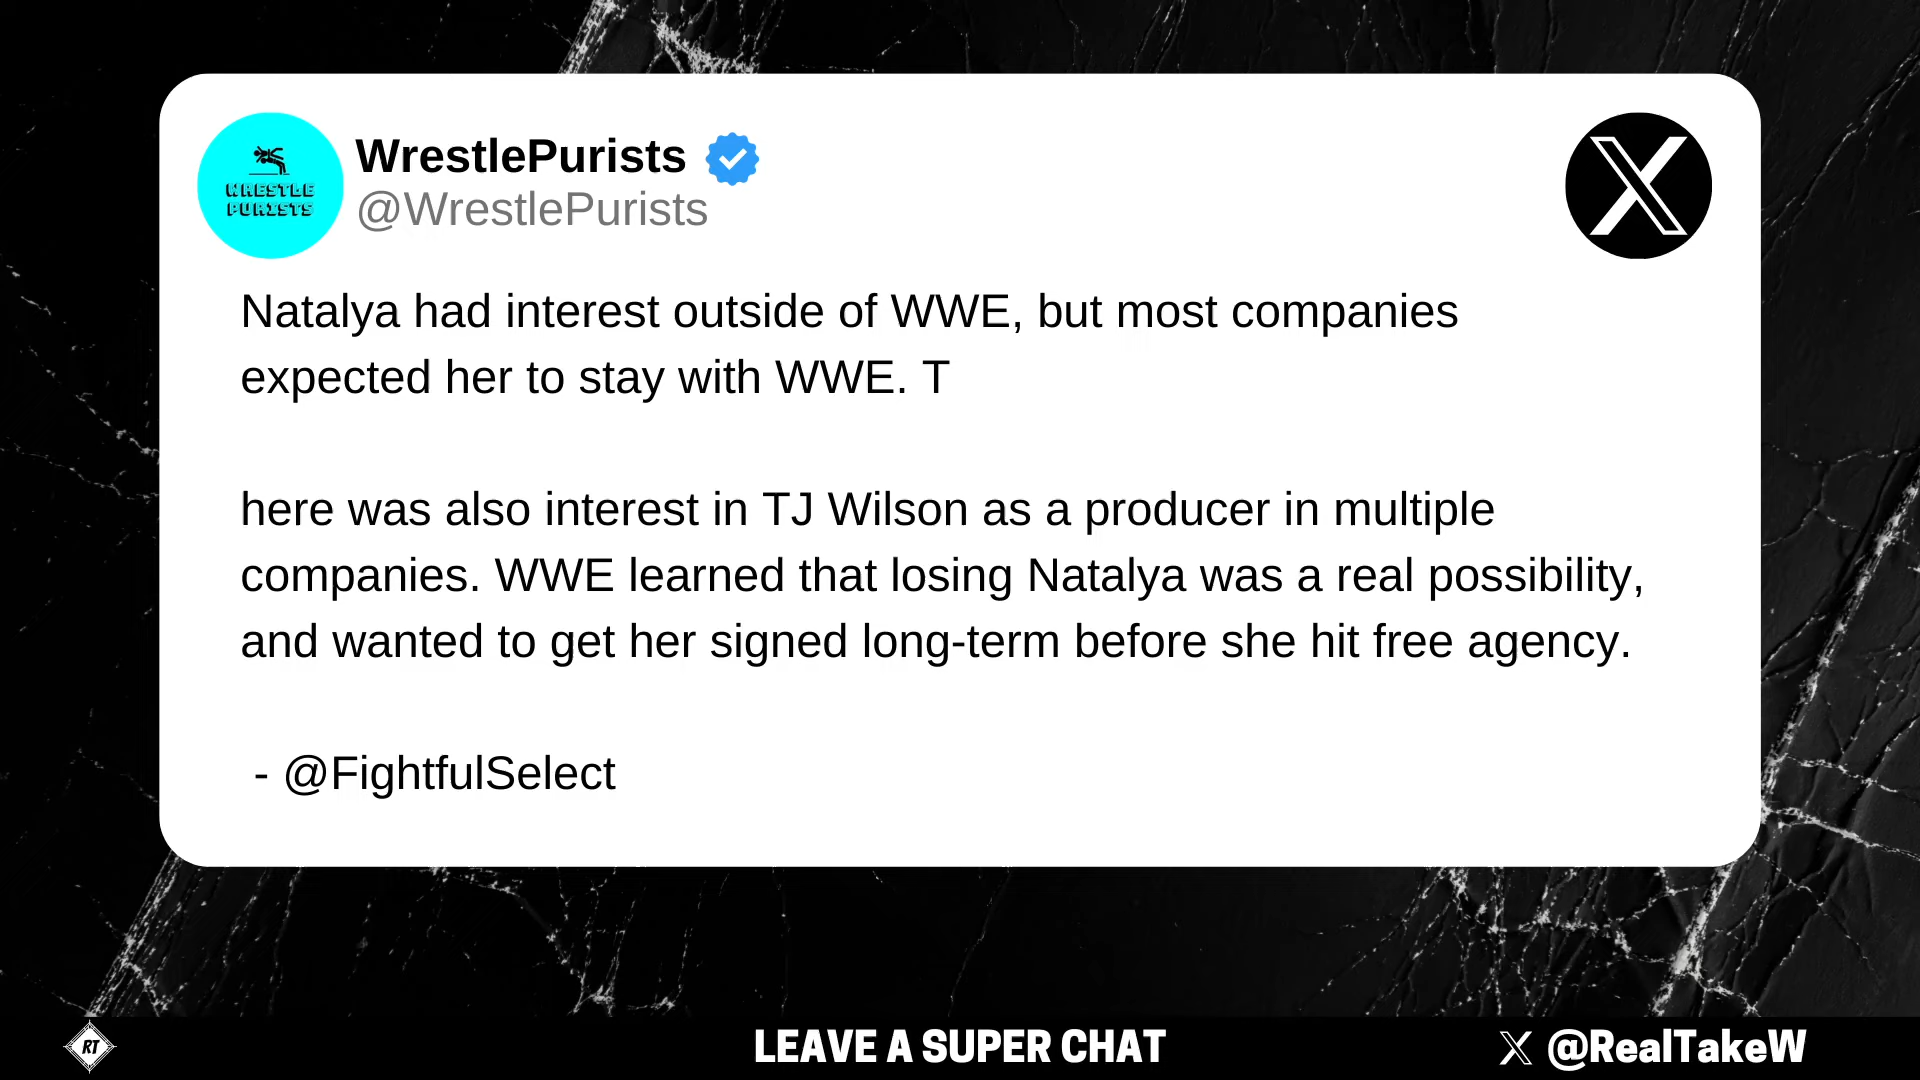 WRESTLE
PURISTS
WrestlePurists
@WrestlePurists
Natalya had interest outside of WWE, but most companies
expected her to stay with WWE. T
here was also interest in TJ Wilson as a producer in multiple
companies. WWE learned that losing Natalya was a real possibility,
and wanted to get her signed long-term before she hit free agency.
- @FightfulSelect
RT
LEAVE A SUPER CHAT
@RealTakeW